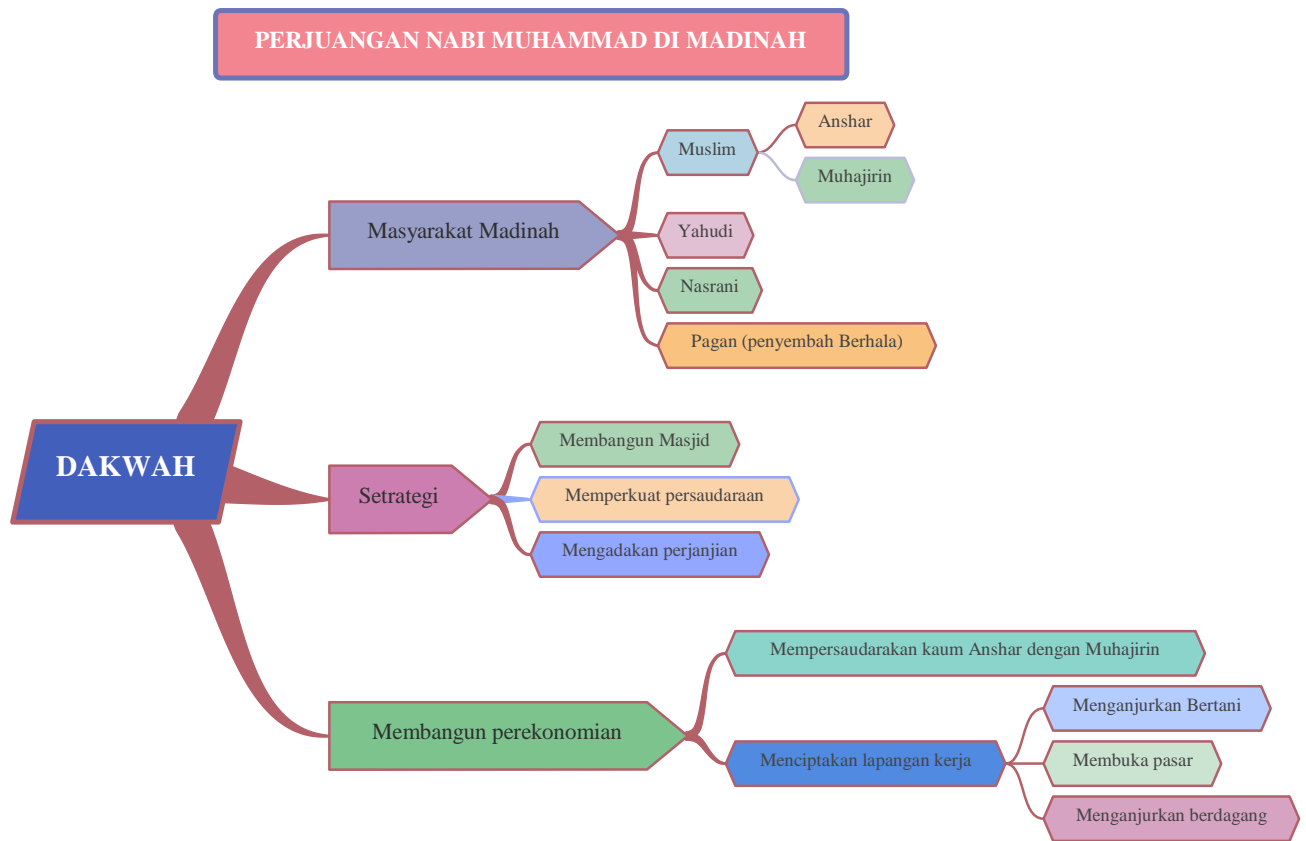 PERJUANGAN NABI MUHAMMAD DI MADINAH
DAKWAH
Masyarakat Madinah
Muslim
Anshar
Muhajirin
Yahudi
Nasrani
Pagan (penyembah Berhala)
Setrategi
Membangun Masjid
Memperkuat persaudaraan
Mengadakan perjanjian
Membangun perekonomian
Mempersaudarakan kaum Anshar dengan Muhajirin
Menciptakan lapangan kerja
Menganjurkan Bertani
Membuka pasar
Menganjurkan berdagang